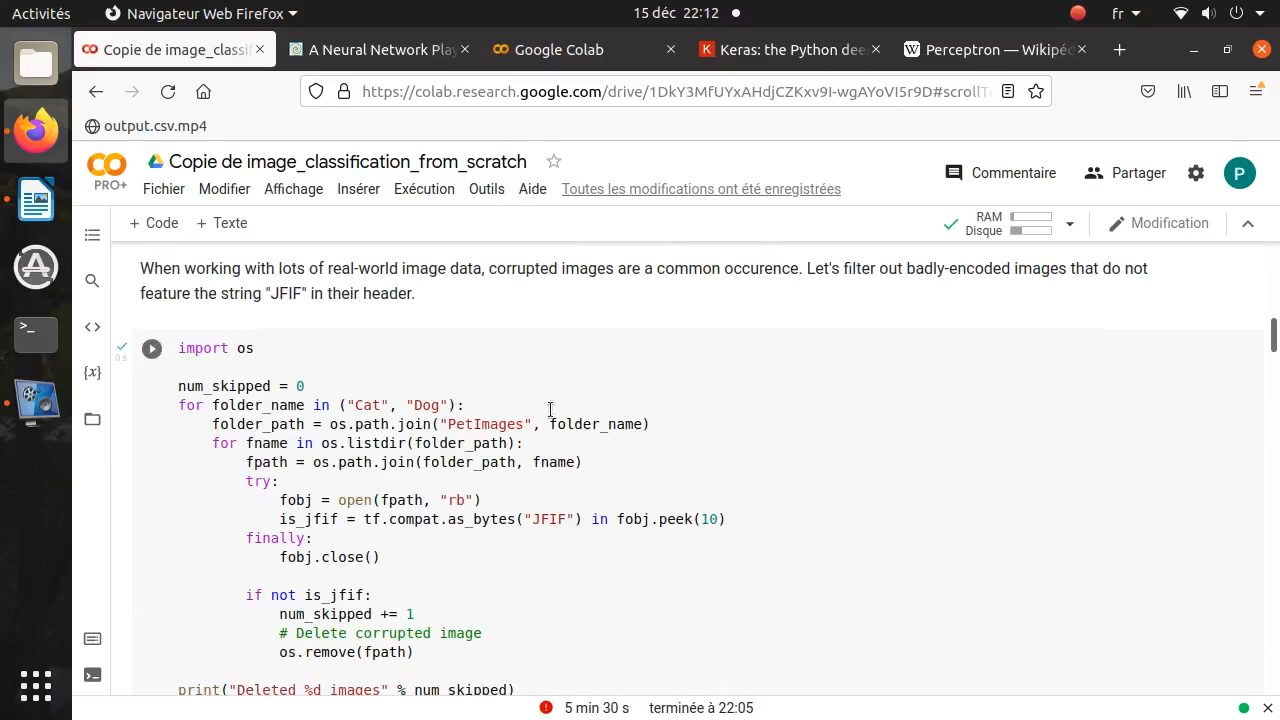 Activités
Navigateur Web Firefox
15 déc 22:12
fr
Copie de image_classif
A Neural Network Play
Google Colab
Keras: the Python dee
Perceptron — Wikipéd
https://colab.research.google.com/drive/1DkY3MfUYxAHdjCZKxv9I-wgAYoVI5r9D#scrollTo
output.csv.mp4
PRO+
Copie de image_classification_from_scratch
Commentaire
Partager
P
Fichier Modifier Affichage Insérer Exécution Outils Aide Toutes les modifications ont été enregistrées
+ Code + Texte
RAM
Disque
Modification
When working with lots of real-world image data, corrupted images are a common occurence. Let's filter out badly-encoded images that do not
feature the string "JFIF" in their header.
0 s
import os
num_skipped = 0
for folder_name in ("Cat", "Dog"):
folder_path = os.path.join("PetImages", folder_name)
for fname in os.listdir(folder_path):
fpath = os.path.join(folder_path, fname)
try:
fobj = open(fpath, "rb")
is_jfif = tf.compat.as_bytes("JFIF") in fobj.peek(10)
finally:
fobj.close()
if not is_jfif:
num_skipped += 1
# Delete corrupted image
os.remove(fpath)
print("Deleted %d images" % num_skipped)
5 min 30 s terminée à 22:05